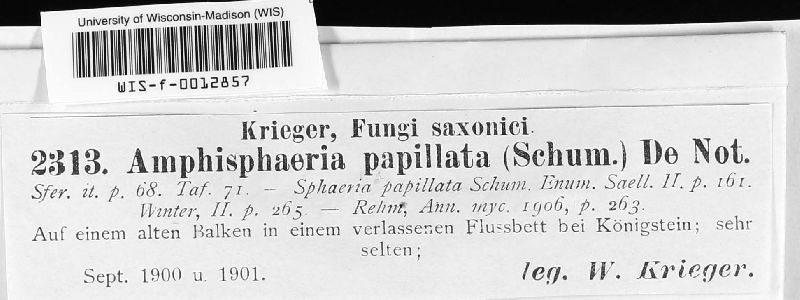 University of Wisconsin-Madison (WIS)
WIS-f-0012857
Krieger, Fungi saxonici.
2313. Amphisphaeria papillata (Schum.) De Not.
Sfer. it. p. 68. Taf. 71. — Sphaeria papillata Schum. Enum. Saell. II. p. 161.
Winter, II. p. 265. — Rehm, Ann. myc. 1906, p. 263.
Auf einem alten Balken in einem verlassenen Flussbett bei Königstein; sehr
selten;
Sept. 1900 u. 1901. leg. W. Krieger.